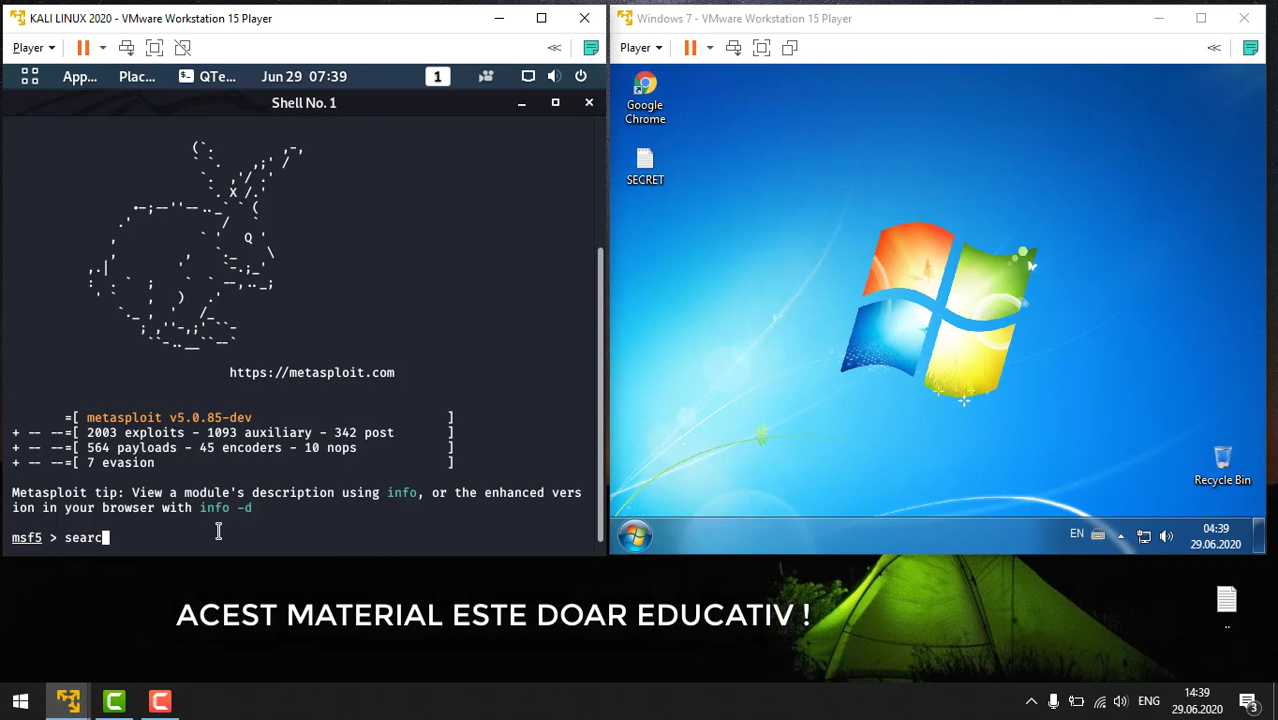 KALI LINUX 2020 - VMware Workstation 15 Player
Player
App...
Plac...
QTe...
Jun 29 07:39
1
Shell No. 1
https://metasploit.com
=[ metasploit v5.0.85-dev ]
+ -- --=[ 2003 exploits - 1093 auxiliary - 342 post ]
+ -- --=[ 564 payloads - 45 encoders - 10 nops ]
+ -- --=[ 7 evasion ]
Metasploit tip: View a module's description using info, or the enhanced vers
ion in your browser with info -d
msf5 > searc
Windows 7 - VMware Workstation 15 Player
Player
Google
Chrome
SECRET
Recycle Bin
EN
04:39
29.06.2020
ACEST MATERIAL ESTE DOAR EDUCATIV !
..
ENG
14:39
29.06.2020
3